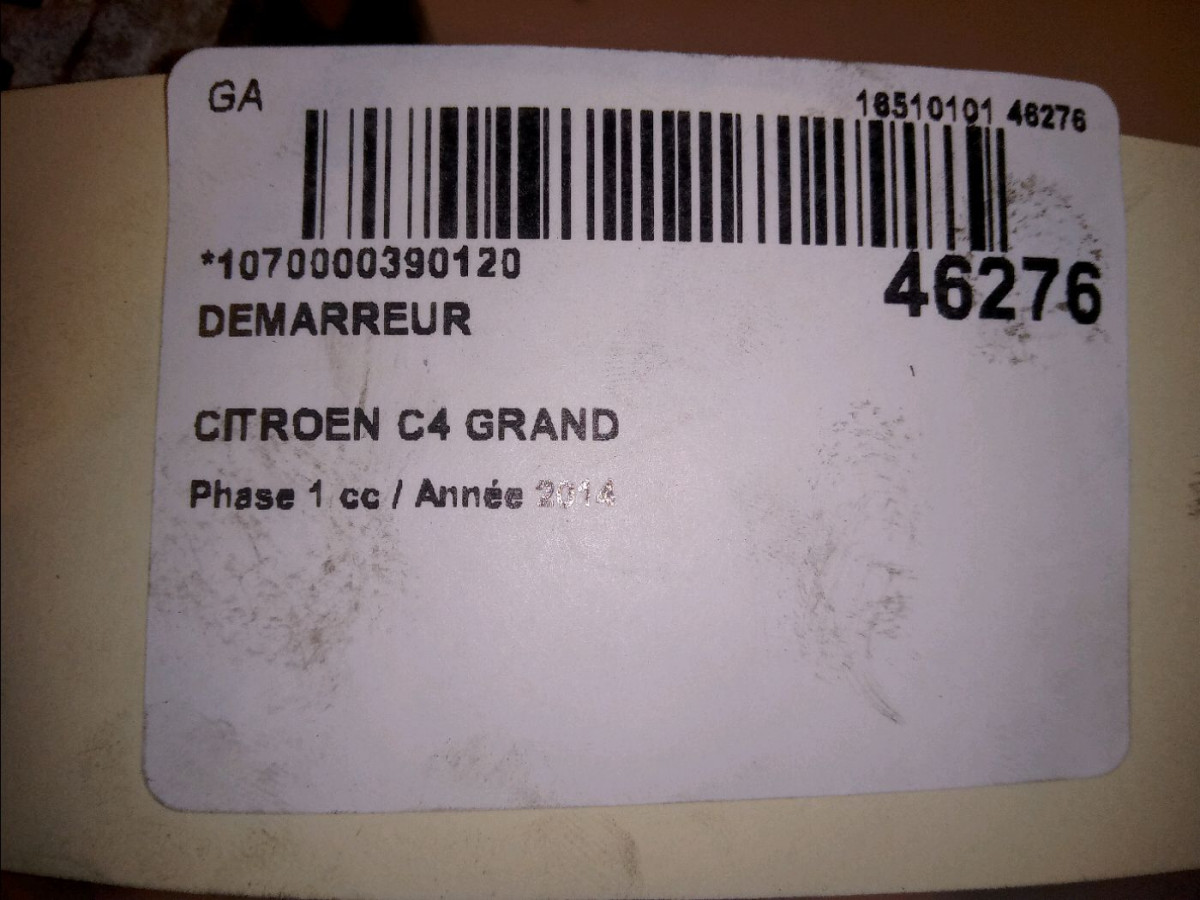 GA
16510101 46276
*1070000390120
46276
DEMARREUR
CITROEN C4 GRAND
Phase 1 cc / Année 2014